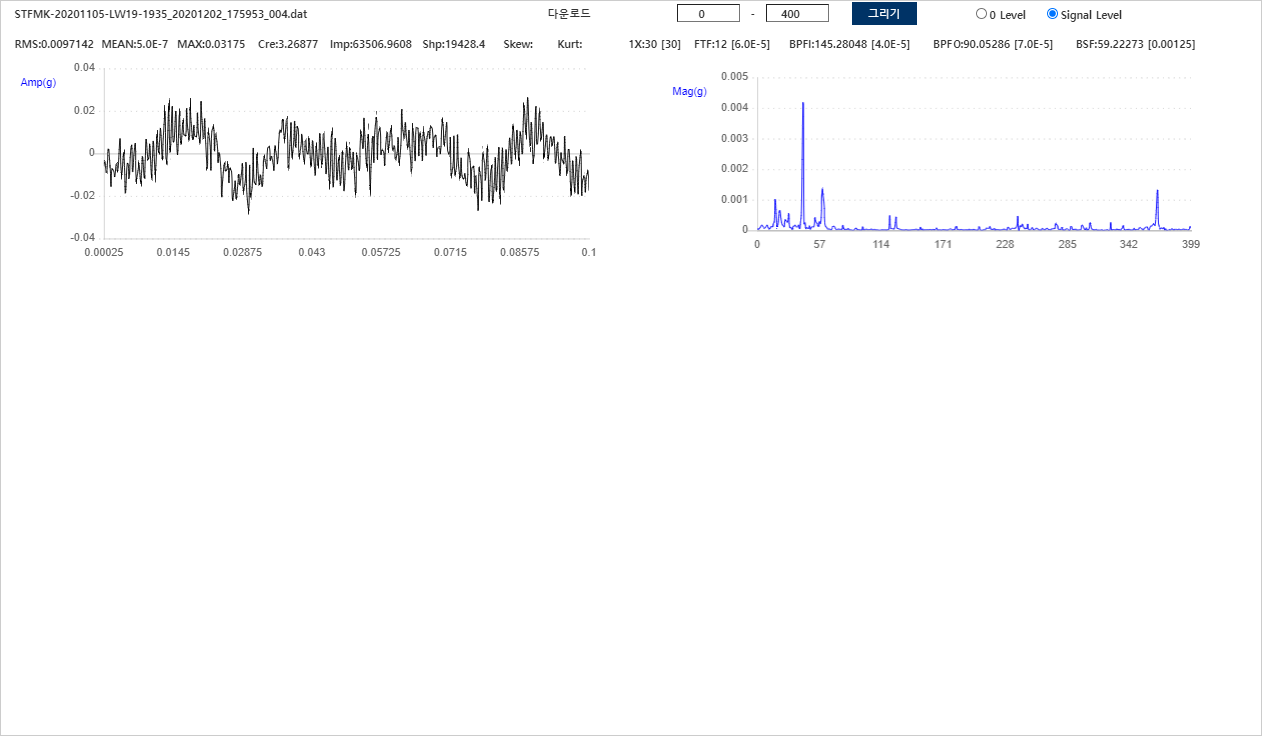 STFMK-20201105-LW19-1935_20201202_175953_004.dat 다운로드 0 - 400 그리기 0 Level Signal Level
RMS:0.0097142 MEAN:5.0E-7 MAX:0.03175 Cre:3.26877 Imp:63506.9608 Shp:19428.4 Skew: Kurt: 1X:30 [30] FTF:12 [6.0E-5] BPFI:145.28048 [4.0E-5] BPFO:90.05286 [7.0E-5] BSF:59.22273 [0.00125]
Amp(g)
0.04
0.02
0
-0.02
-0.04
0.00025 0.0145 0.02875 0.043 0.05725 0.0715 0.08575 0.1
Mag(g)
0.005
0.004
0.003
0.002
0.001
0
0 57 114 171 228 285 342 399